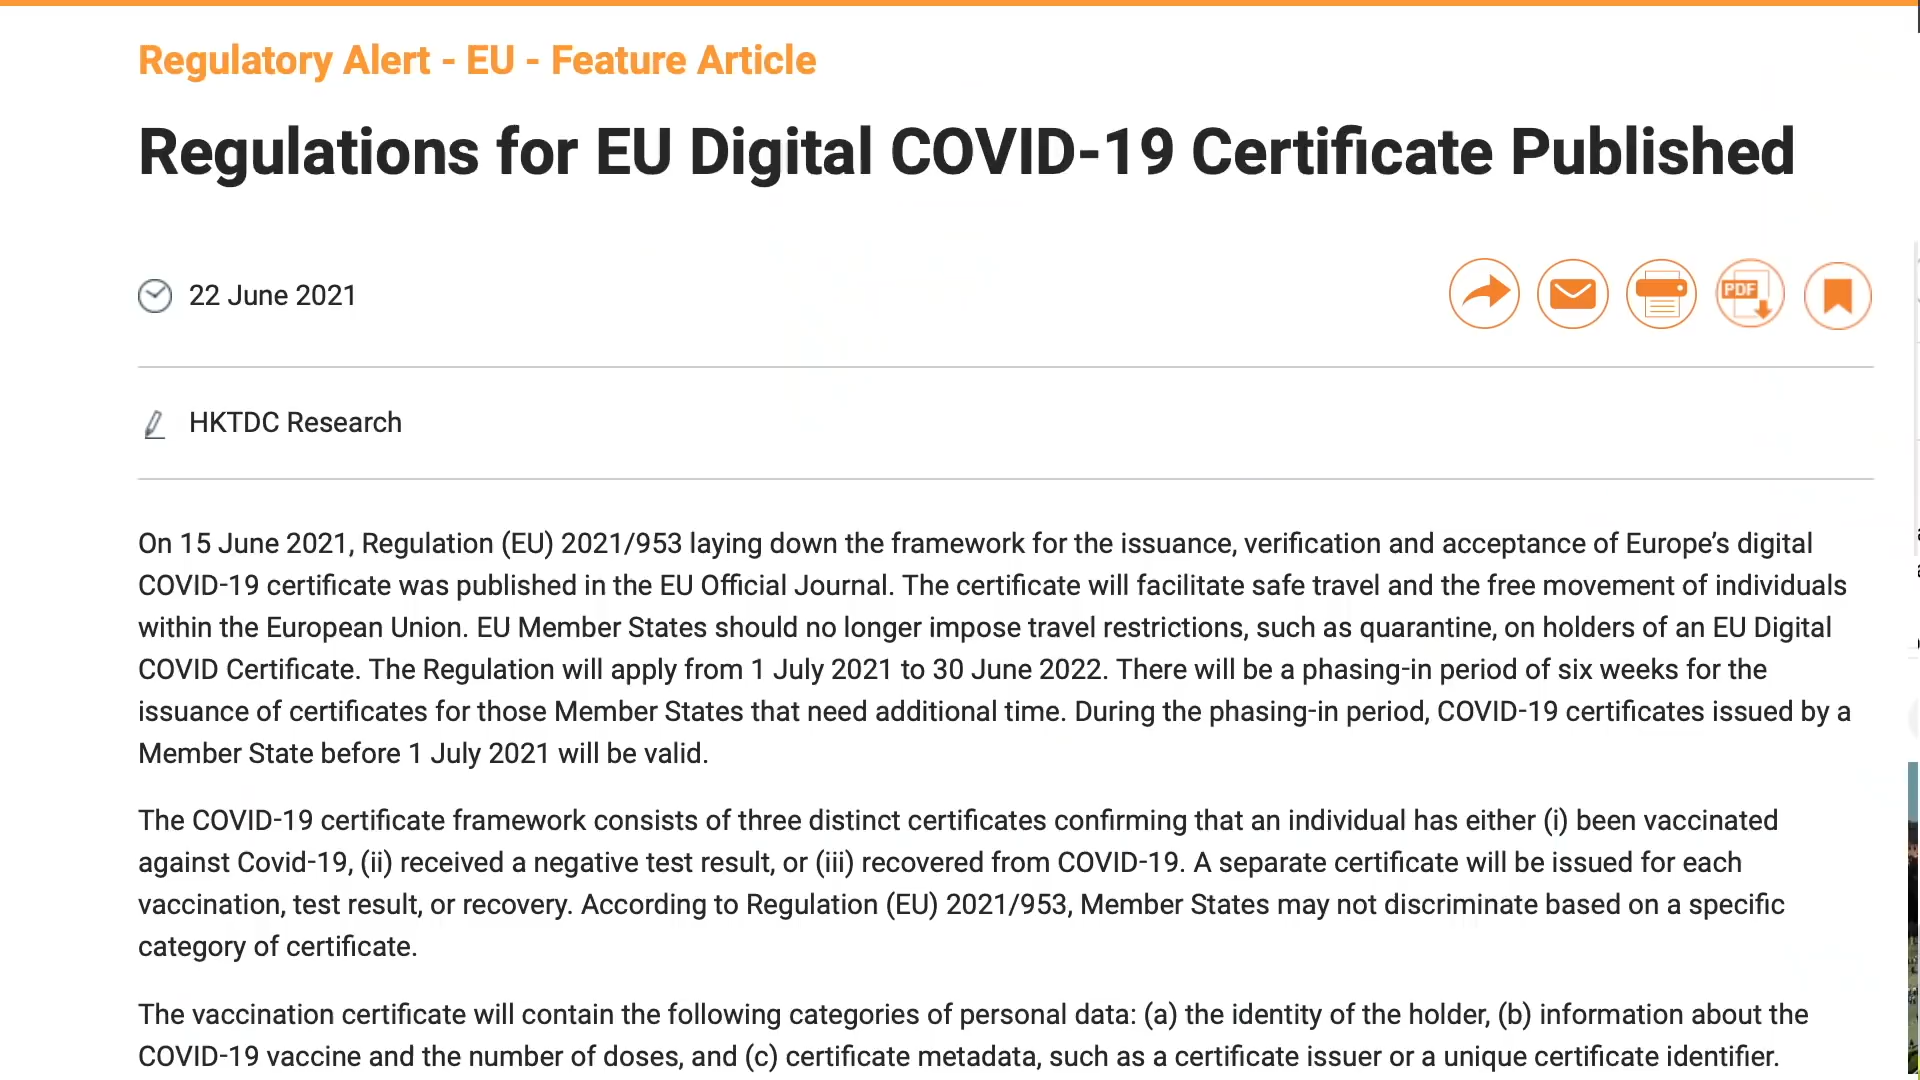 Regulatory Alert - EU - Feature Article
Regulations for EU Digital COVID-19 Certificate Published
22 June 2021
PDF
HKTDC Research
On 15 June 2021, Regulation (EU) 2021/953 laying down the framework for the issuance, verification and acceptance of Europe's digital
COVID-19 certificate was published in the EU Official Journal. The certificate will facilitate safe travel and the free movement of individuals
within the European Union. EU Member States should no longer impose travel restrictions, such as quarantine, on holders of an EU Digital
COVID Certificate. The Regulation will apply from 1 July 2021 to 30 June 2022. There will be a phasing-in period of six weeks for the
issuance of certificates for those Member States that need additional time. During the phasing-in period, COVID-19 certificates issued by a
Member State before 1 July 2021 will be valid.
The COVID-19 certificate framework consists of three distinct certificates confirming that an individual has either (i) been vaccinated
against Covid-19, (ii) received a negative test result, or (iii) recovered from COVID-19. A separate certificate will be issued for each
vaccination, test result, or recovery. According to Regulation (EU) 2021/953, Member States may not discriminate based on a specific
category of certificate.
The vaccination certificate will contain the following categories of personal data: (a) the identity of the holder, (b) information about the
COVID-19 vaccine and the number of doses, and (c) certificate metadata, such as a certificate issuer or a unique certificate identifier.